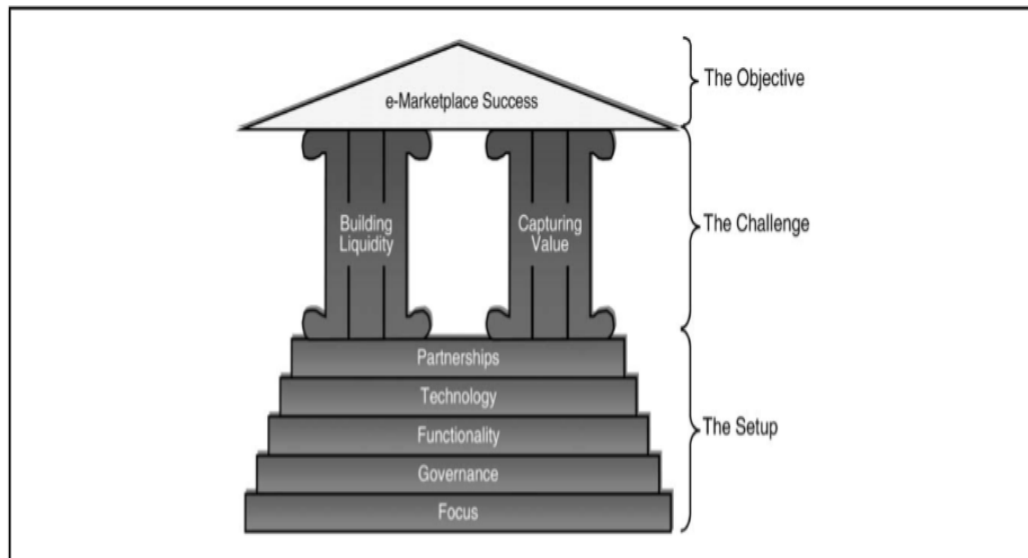 e-Marketplace Success
The Objective
Building
Liquidity
Capturing
Value
The Challenge
Partnerships
Technology
Functionality
Governance
Focus
The Setup